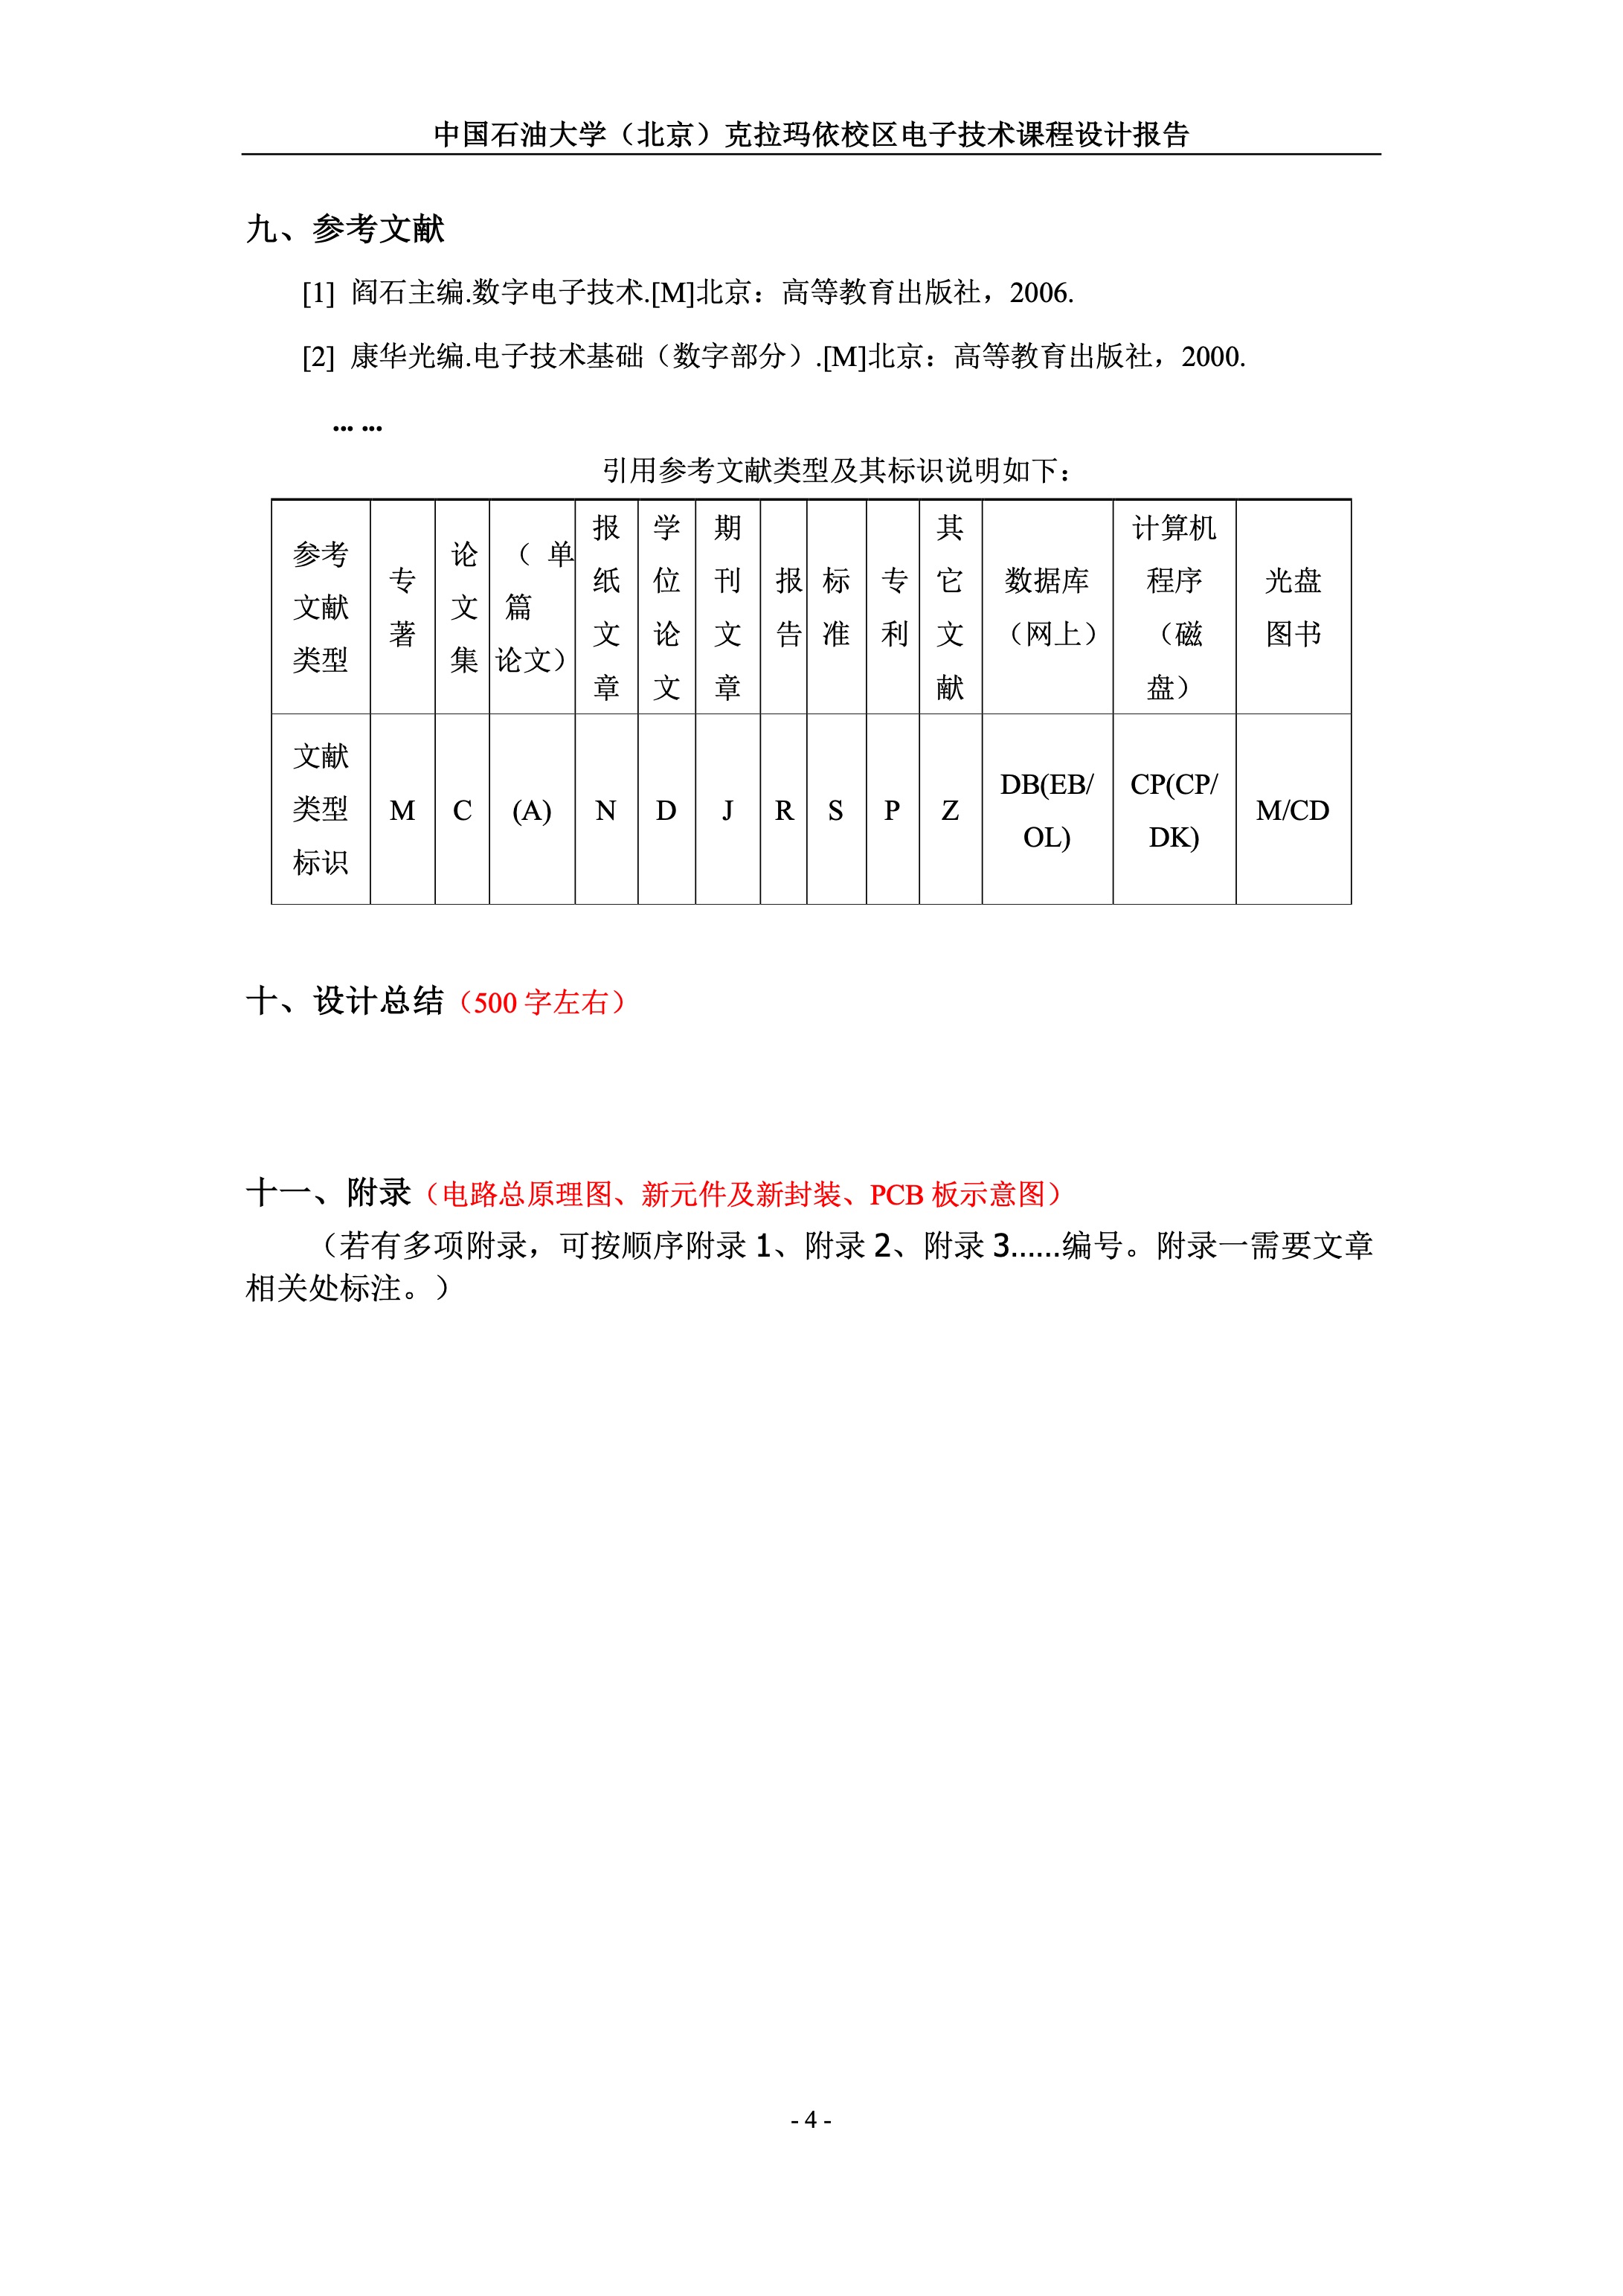 中国石油大学（北京）克拉玛依校区电子技术课程设计报告
九、参考文献
[1] 阎石主编.数字电子技术.[M]北京：高等教育出版社，2006.
[2] 康华光编.电子技术基础（数字部分）.[M]北京：高等教育出版社，2000.
... ...
引用参考文献类型及其标识说明如下：
参考文献类型 专著 论文集 （单篇论文） 报纸文章 学位论文 期刊文章 报告 标准 专利 其它文献 数据库（网上） 计算机程序（磁盘） 光盘图书
文献类型标识 M C (A) N D J R S P Z DB(EB/OL) CP(CP/DK) M/CD
十、设计总结（500 字左右）
十一、附录（电路总原理图、新元件及新封装、PCB 板示意图）
（若有多项附录，可按顺序附录 1、附录 2、附录 3......编号。附录一需要文章
相关处标注。）
- 4 -